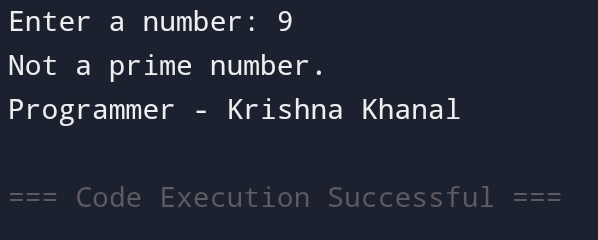 Enter a number: 9
Not a prime number.
Programmer - Krishna Khanal
=== Code Execution Successful ===